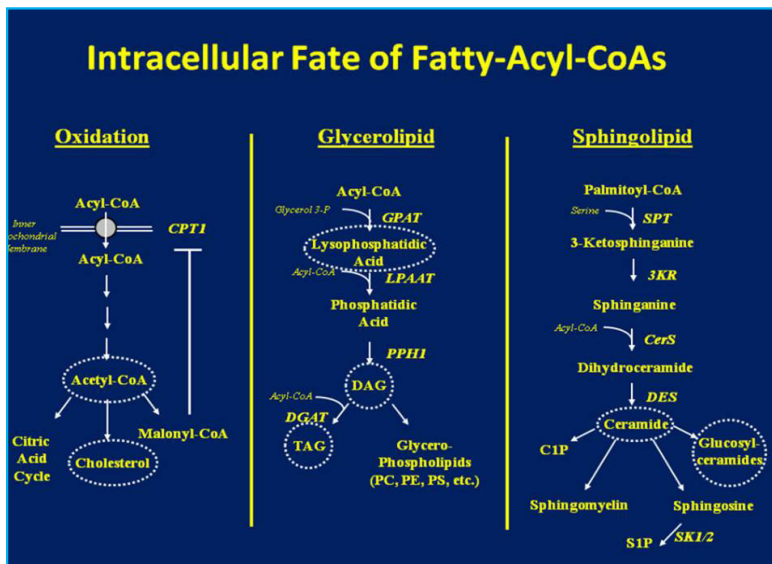 Intracellular Fate of Fatty-Acyl-CoAs
Oxidation
Acyl-CoA
Inner
Membrane
CPT1
Acyl-CoA
Acetyl-CoA
Citric
Acid
Cycle
Cholesterol
Malonyl-CoA
Glycerolipid
Acyl-CoA
Glycerol 3-P
GPAT
Lysophosphatidic
Acid
Acyl-CoA
LPAAT
Phosphatidic
Acid
PPH1
DAG
Acyl-CoA
DGAT
TAG
Glycero-
Phospholipids
(PC, PE, PS, etc.)
Sphingolipid
Palmitoyl-CoA
Serine
SPT
3-Ketosphinganine
3KR
Sphinganine
Acyl-CoA
CerS
Dihydroceramide
DES
Ceramide
C1P
Glucosyl-
ceramides
Sphingomyelin
Sphingosine
SK1/2
S1P